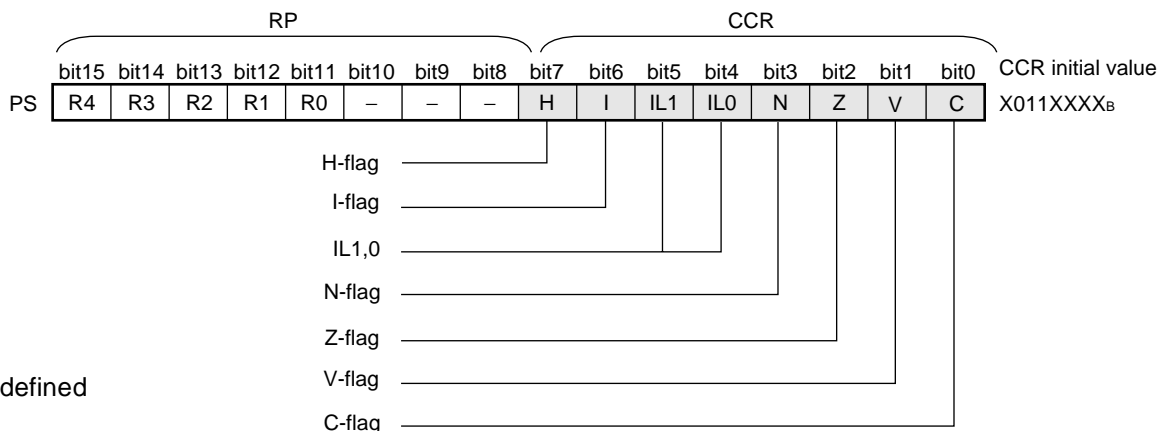 RP CCR
bit15 bit14 bit13 bit12 bit11 bit10 bit9 bit8 bit7 bit6 bit5 bit4 bit3 bit2 bit1 bit0 CCR initial value
PS R4 R3 R2 R1 R0 – – – H I IL1 IL0 N Z V C X011XXXXB
H-flag
I-flag
IL1,0
N-flag
Z-flag
V-flag
defined
C-flag